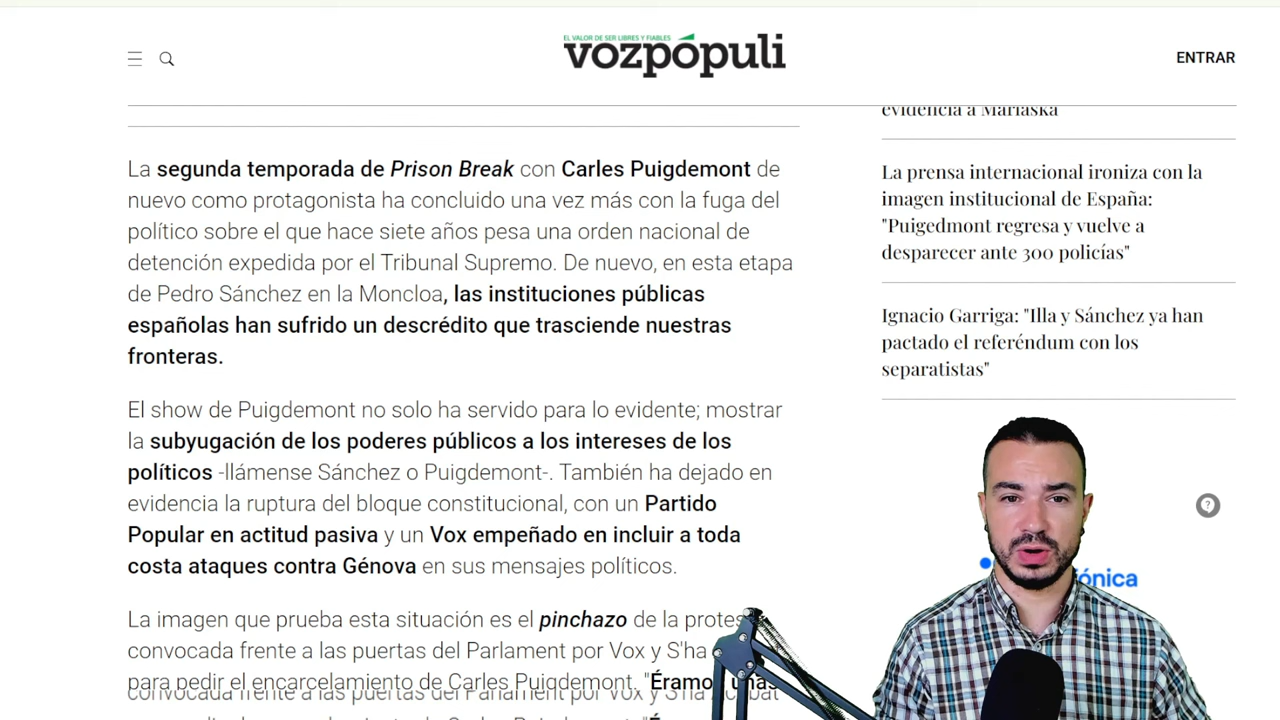 EL VALOR DE SER LIBRES Y FIABLES
vozpópuli
ENTRAR
La segunda temporada de Prison Break con Carles Puigdemont de
nuevo como protagonista ha concluido una vez más con la fuga del
político sobre el que hace siete años pesa una orden nacional de
detención expedida por el Tribunal Supremo. De nuevo, en esta etapa
de Pedro Sánchez en la Moncloa, las instituciones públicas
españolas han sufrido un descrédito que trasciende nuestras
fronteras.
El show de Puigdemont no solo ha servido para lo evidente; mostrar
la subyugación de los poderes públicos a los intereses de los
políticos -llámense Sánchez o Puigdemont-. También ha dejado en
evidencia la ruptura del bloque constitucional, con un Partido
Popular en actitud pasiva y un Vox empeñado en incluir a toda
costa ataques contra Génova en sus mensajes políticos.
La imagen que prueba esta situación es el pinchazo de la
convocada frente a las puertas del Parlament por Vox y S'ha
para pedir el encarcelamiento de Carles Puigdemont. "Éramos
evidencia a Marlaska
La prensa internacional ironiza con la
imagen institucional de España:
"Puigedmont regresa y vuelve a
desparecer ante 300 policías"
Ignacio Garriga: "Illa y Sánchez ya han
pactado el referéndum con los
separatistas"